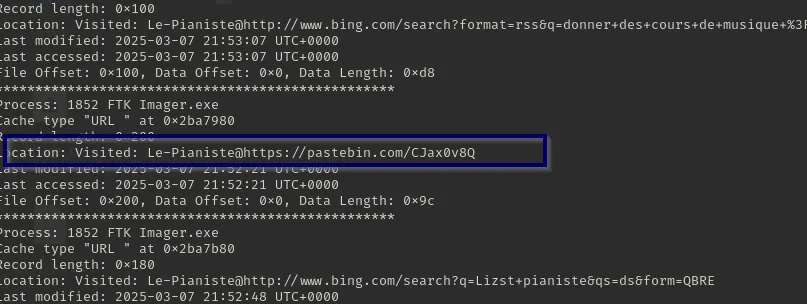 Record length: 0×100
Location: Visited: Le-Pianiste@http://www.bing.com/search?format=rss&q=donner+des+cours+de+musique+%3F
Last modified: 2025-03-07 21:53:07 UTC+0000
Last accessed: 2025-03-07 21:53:07 UTC+0000
File Offset: 0×100, Data Offset: 0×0, Data Length: 0×d8
**************************************************
Process: 1852 FTK Imager.exe
Cache type "URL " at 0×2ba7980
Record length: 0×200
Location: Visited: Le-Pianiste@https://pastebin.com/CJax0v8Q
Last modified: 2025-03-07 21:52:21 UTC+0000
Last accessed: 2025-03-07 21:52:21 UTC+0000
File Offset: 0×200, Data Offset: 0×0, Data Length: 0×9c
**************************************************
Process: 1852 FTK Imager.exe
Cache type "URL " at 0×2ba7b80
Record length: 0×180
Location: Visited: Le-Pianiste@http://www.bing.com/search?q=Lizst+pianiste&qs=ds&form=QBRE
Last modified: 2025-03-07 21:52:48 UTC+0000